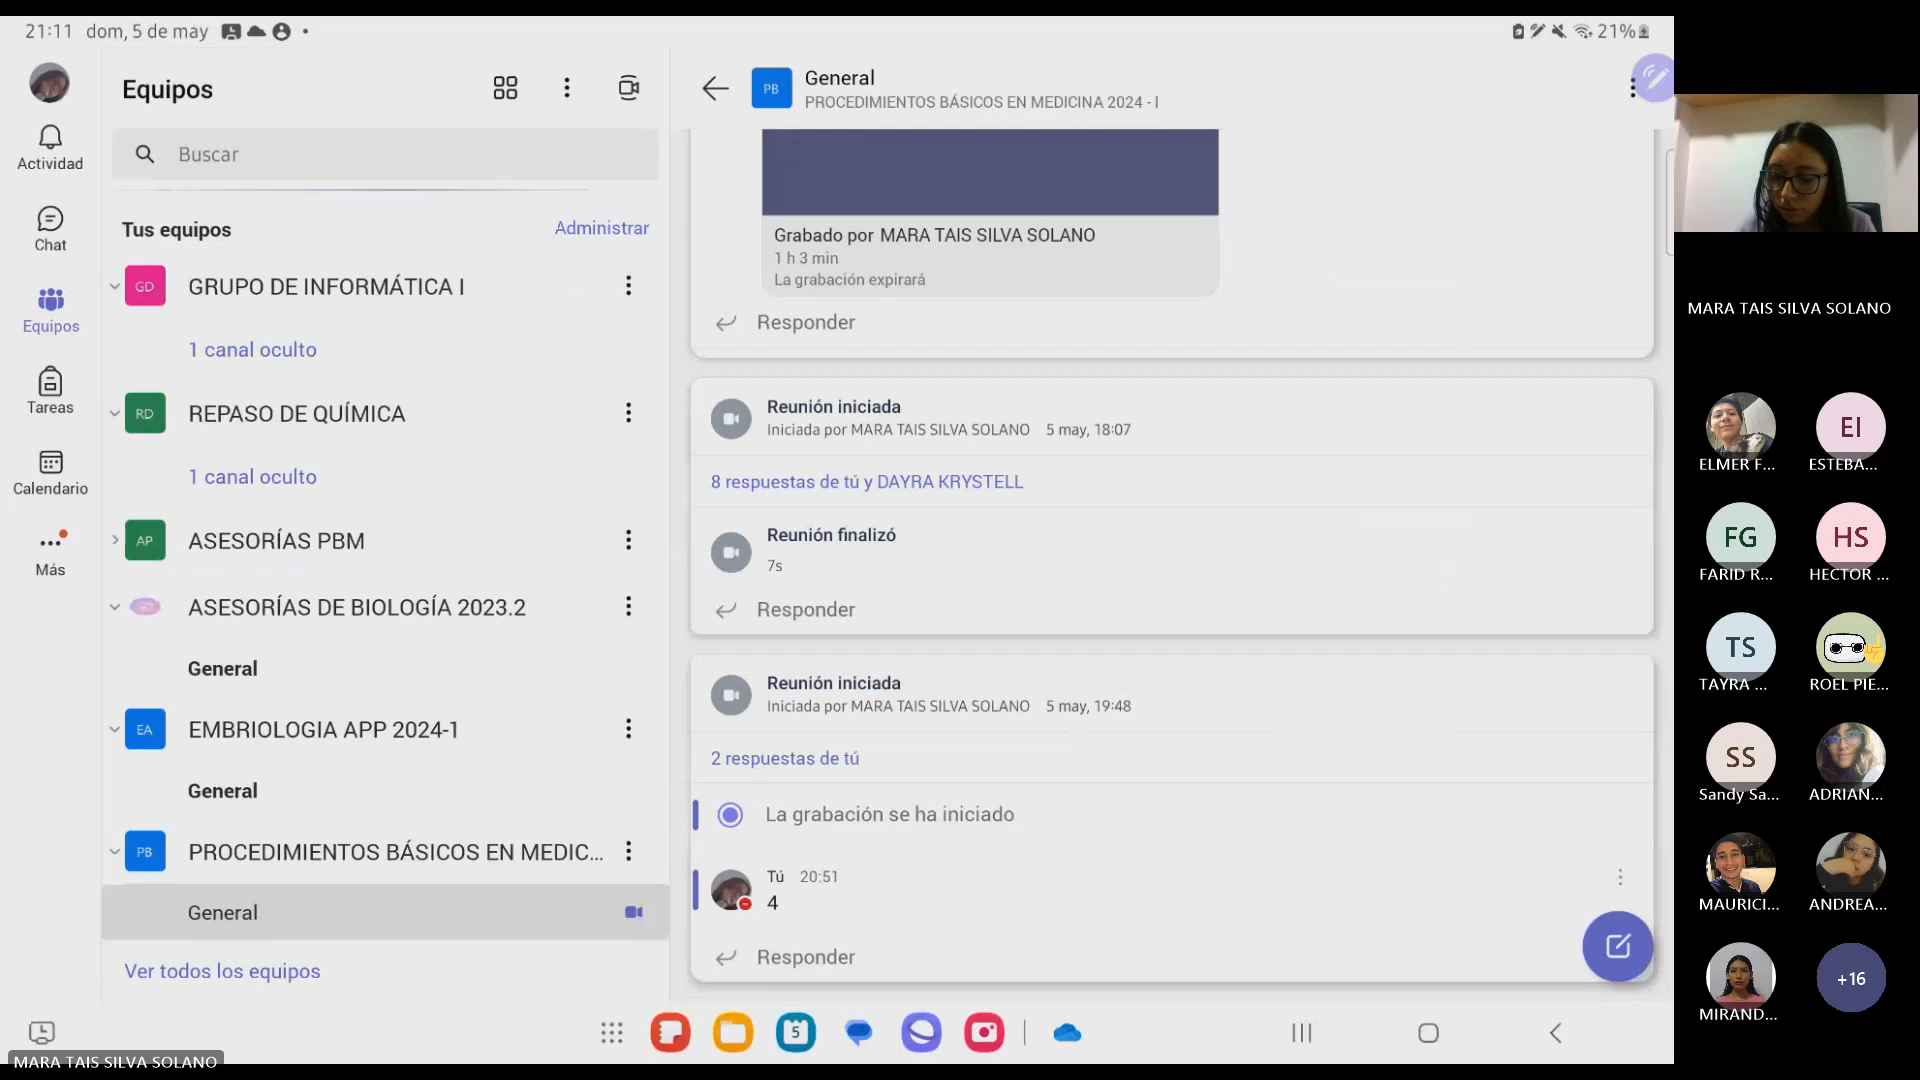 21:11 dom, 5 de may
21%
Equipos
Buscar
Actividad
Chat
Equipos
Tareas
Calendario
Más
Tus equipos
Administrar
GD
GRUPO DE INFORMÁTICA I
1 canal oculto
RD
REPASO DE QUÍMICA
1 canal oculto
AP
ASESORÍAS PBM
ASESORÍAS DE BIOLOGÍA 2023.2
General
EA
EMBRIOLOGIA APP 2024-1
General
PB
PROCEDIMIENTOS BÁSICOS EN MEDIC...
General
Ver todos los equipos
PB
General
PROCEDIMIENTOS BÁSICOS EN MEDICINA 2024 - I
Grabado por MARA TAIS SILVA SOLANO
1 h 3 min
La grabación expirará
Responder
Reunión iniciada
Iniciada por MARA TAIS SILVA SOLANO 5 may, 18:07
8 respuestas de tú y DAYRA KRYSTELL
Reunión finalizó
7s
Responder
Reunión iniciada
Iniciada por MARA TAIS SILVA SOLANO 5 may, 19:48
2 respuestas de tú
La grabación se ha iniciado
Tú 20:51
4
Responder
5
MARA TAIS SILVA SOLANO
MARA TAIS SILVA SOLANO
ELMER F...
EI
ESTEBA...
FG
FARID R...
HS
HECTOR ...
TS
TAYRA ...
ROEL PIE...
SS
Sandy Sa...
ADRIAN...
MAURICI...
ANDREA...
MIRAND...
+16